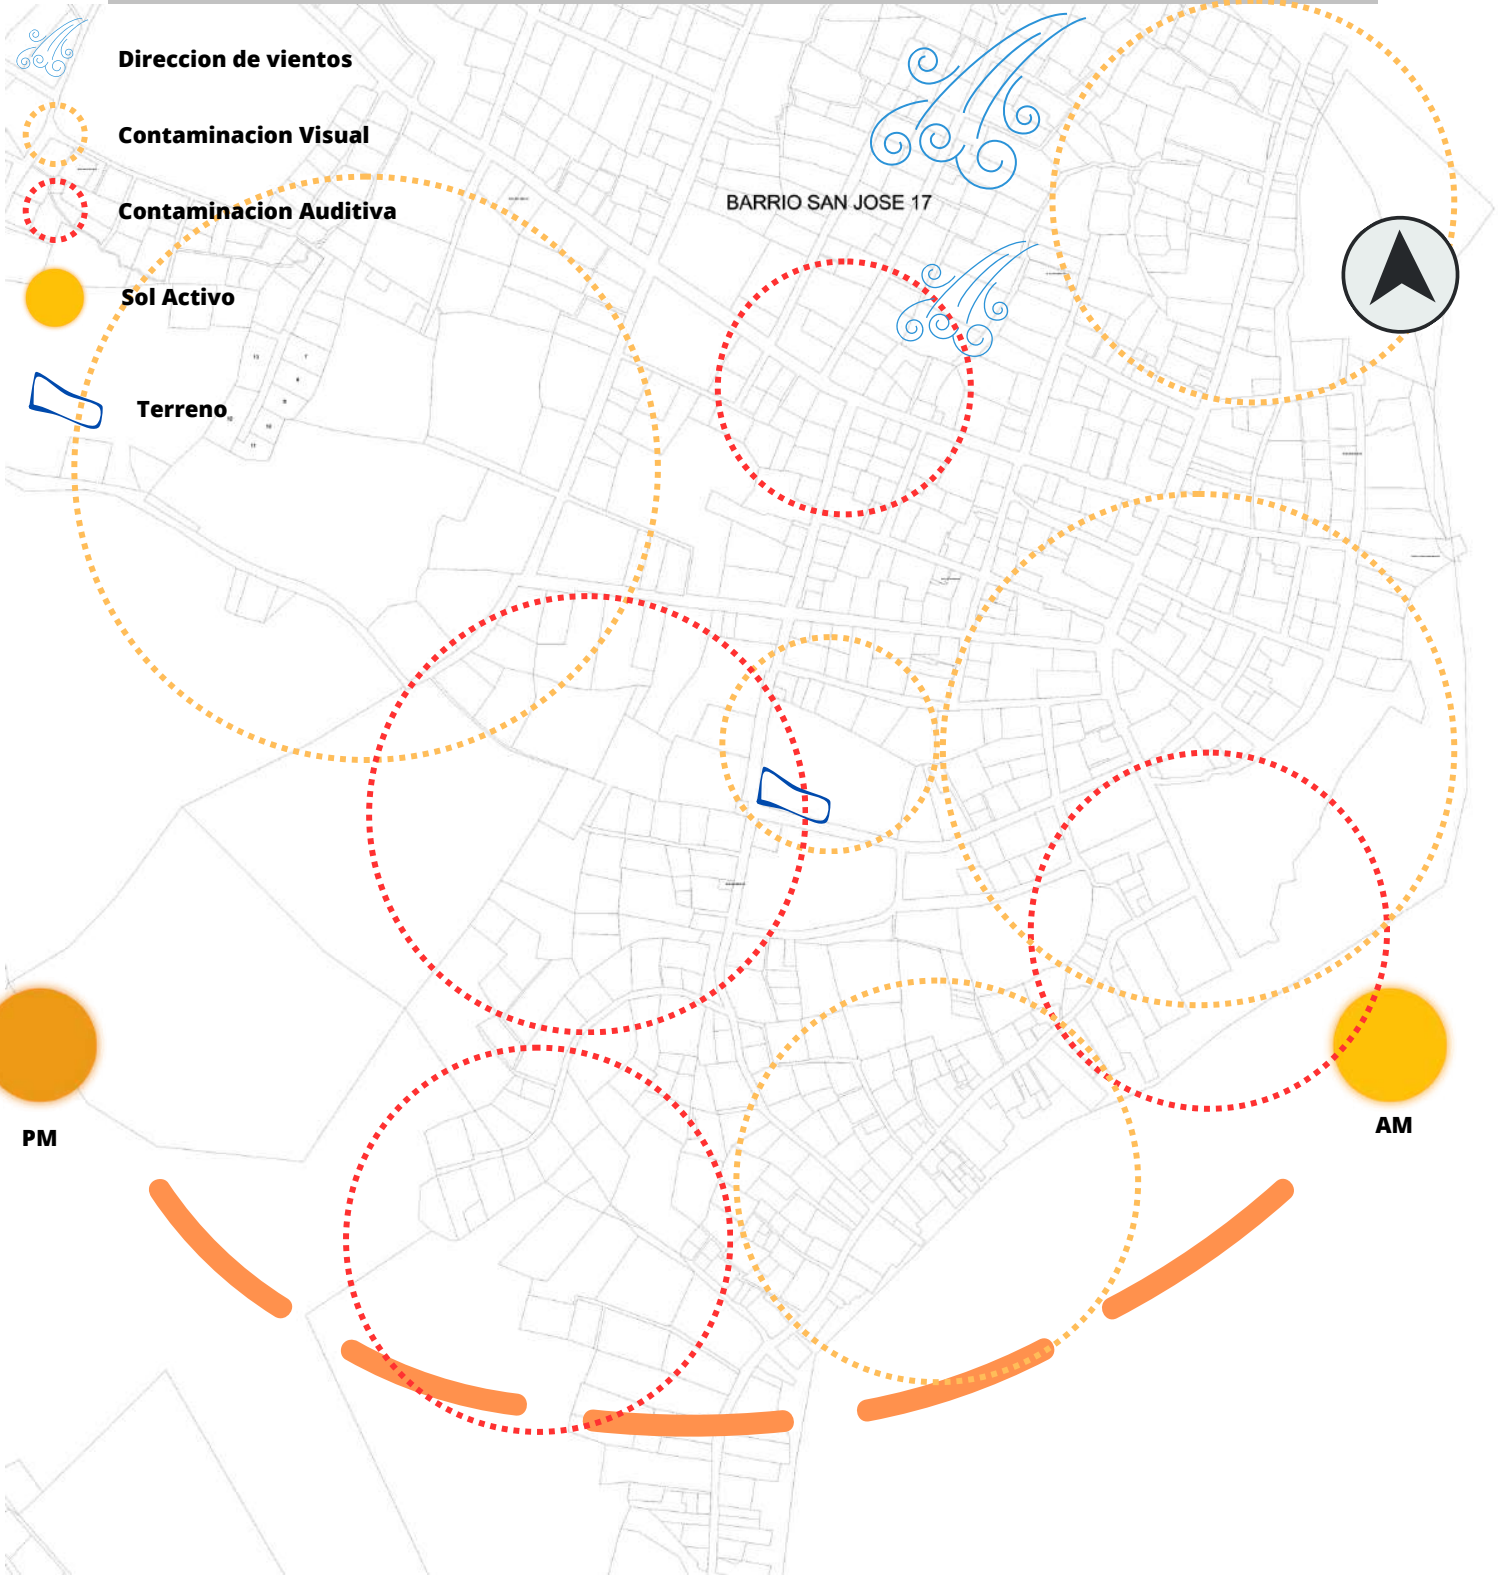 Direccion de vientos
Contaminacion Visual
Contaminacion Auditiva
BARRIO SAN JOSE 17
Sol Activo
Terreno
PM
AM